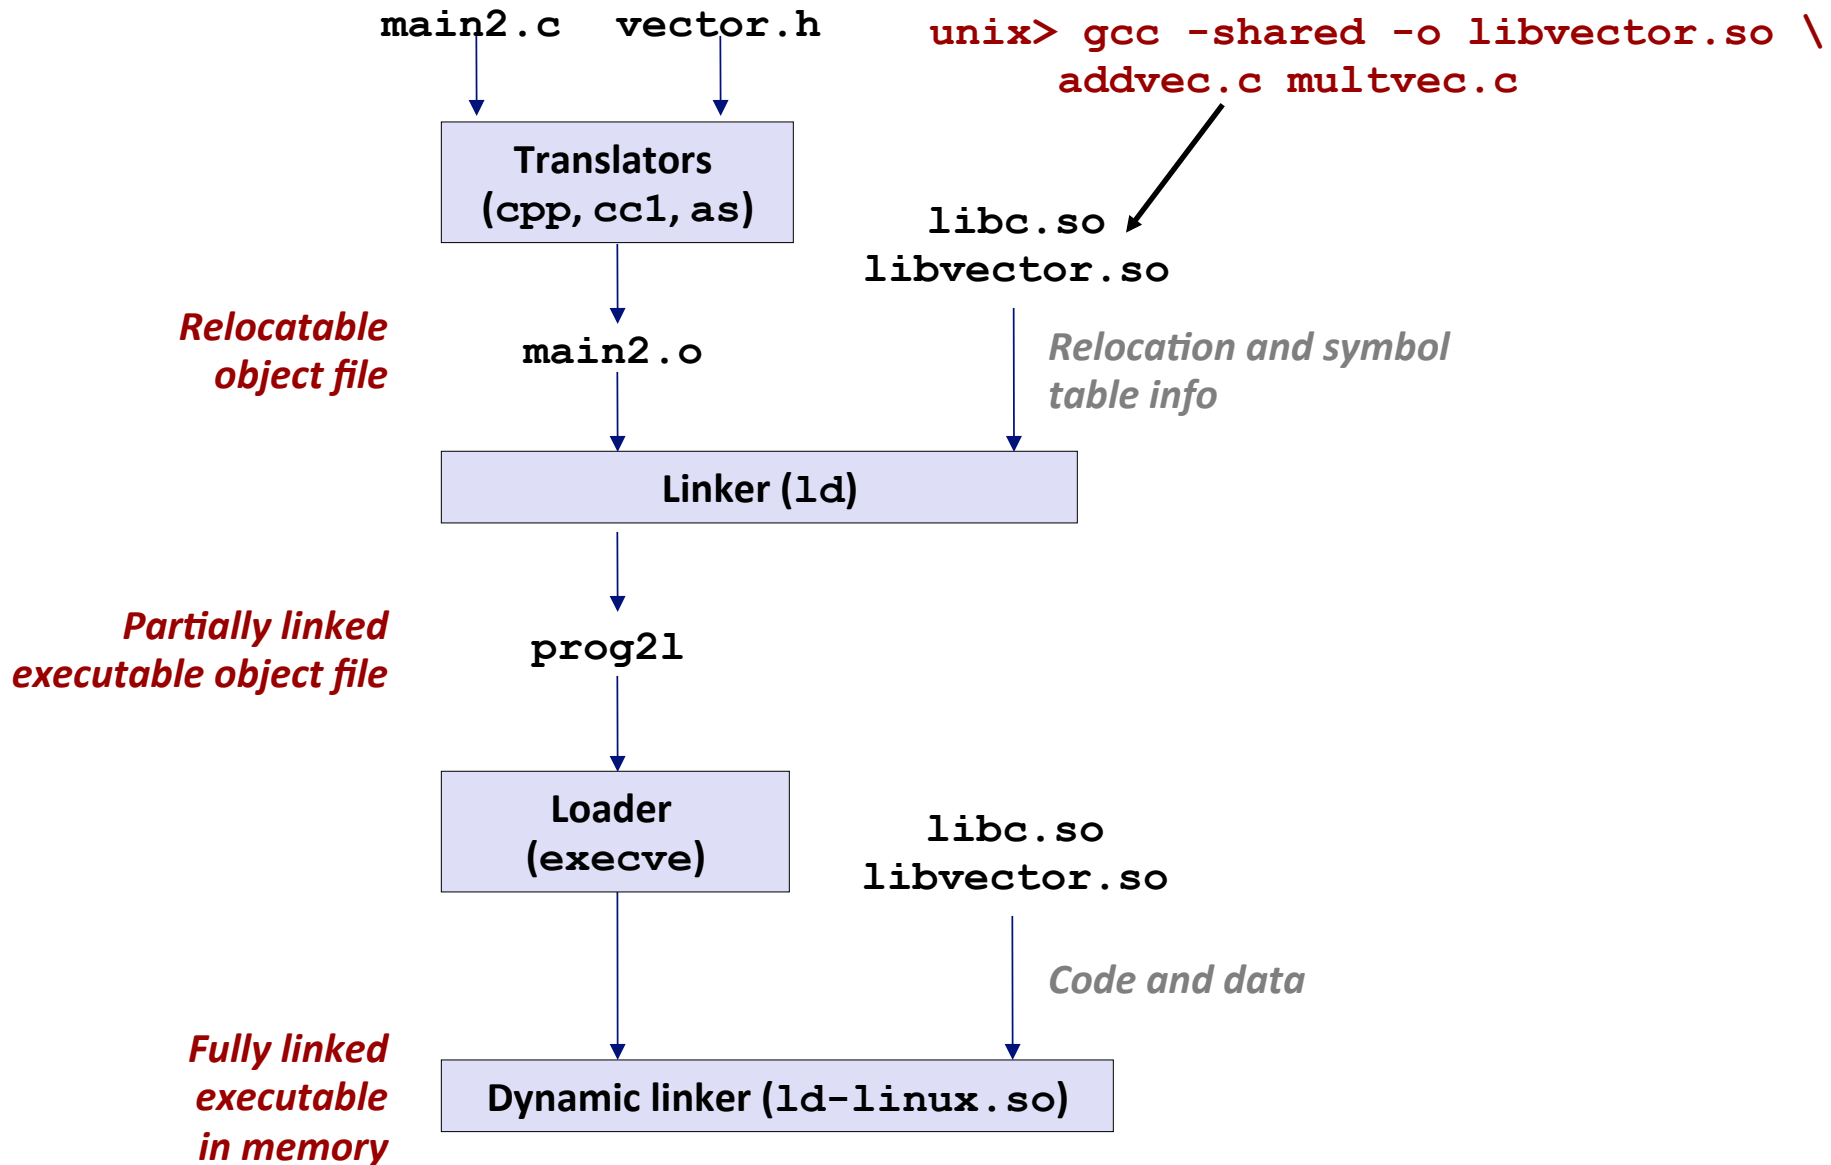 main2.c vector.h
unix> gcc -shared -o libvector.so \
addvec.c multvec.c
Translators
(cpp, cc1, as)
libc.so
libvector.so
Relocatable
object file
main2.o
Relocation and symbol
table info
Linker (ld)
Partially linked
executable object file
prog2l
Loader
(execve)
libc.so
libvector.so
Code and data
Fully linked
executable
in memory
Dynamic linker (ld-linux.so)